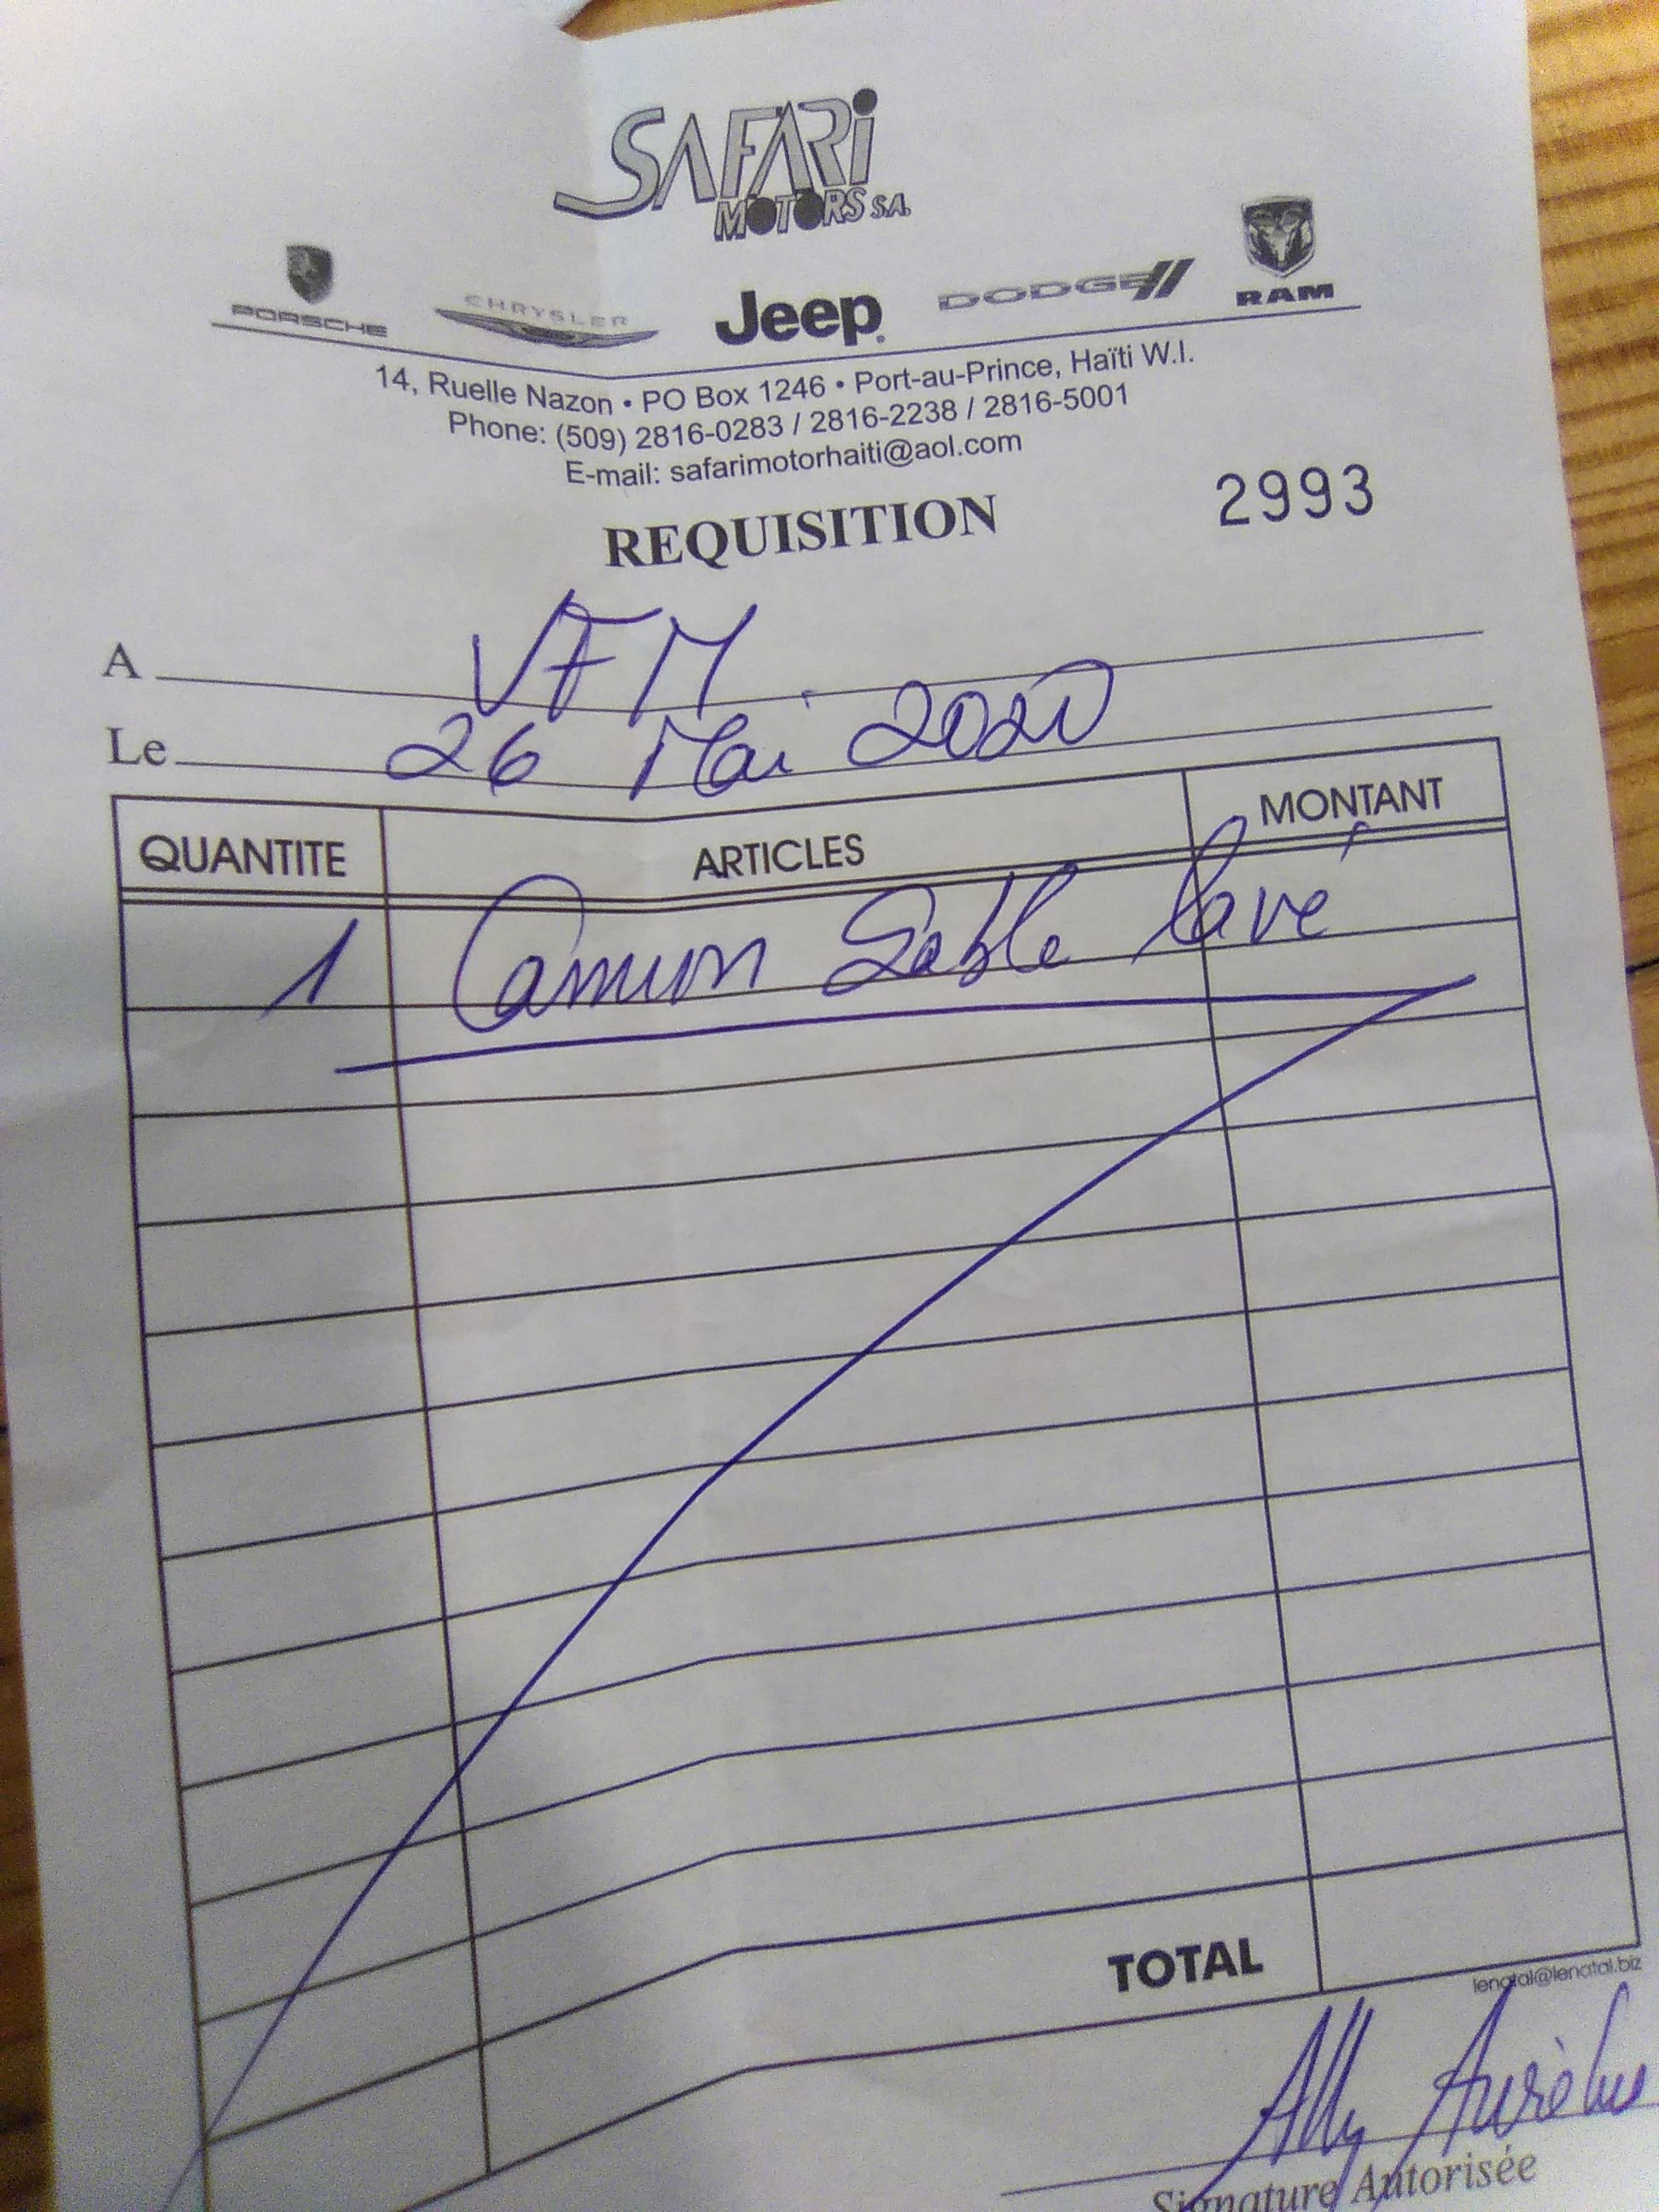 SAFARi
MOTORS S.A.
PORSCHE CHRYSLER Jeep DODGE RAM
14, Ruelle Nazon • PO Box 1246 • Port-au-Prince, Haïti W.I.
Phone: (509) 2816-0283 / 2816-2238 / 2816-5001
E-mail: safarimotorhaiti@aol.com
REQUISITION 2993
A VFM.
Le 26 Mai 2020
QUANTITE ARTICLES MONTANT
1 Camion Sable lavé
TOTAL
lenatal@lenatal.biz
Ally Aurélus
Signature Autorisée